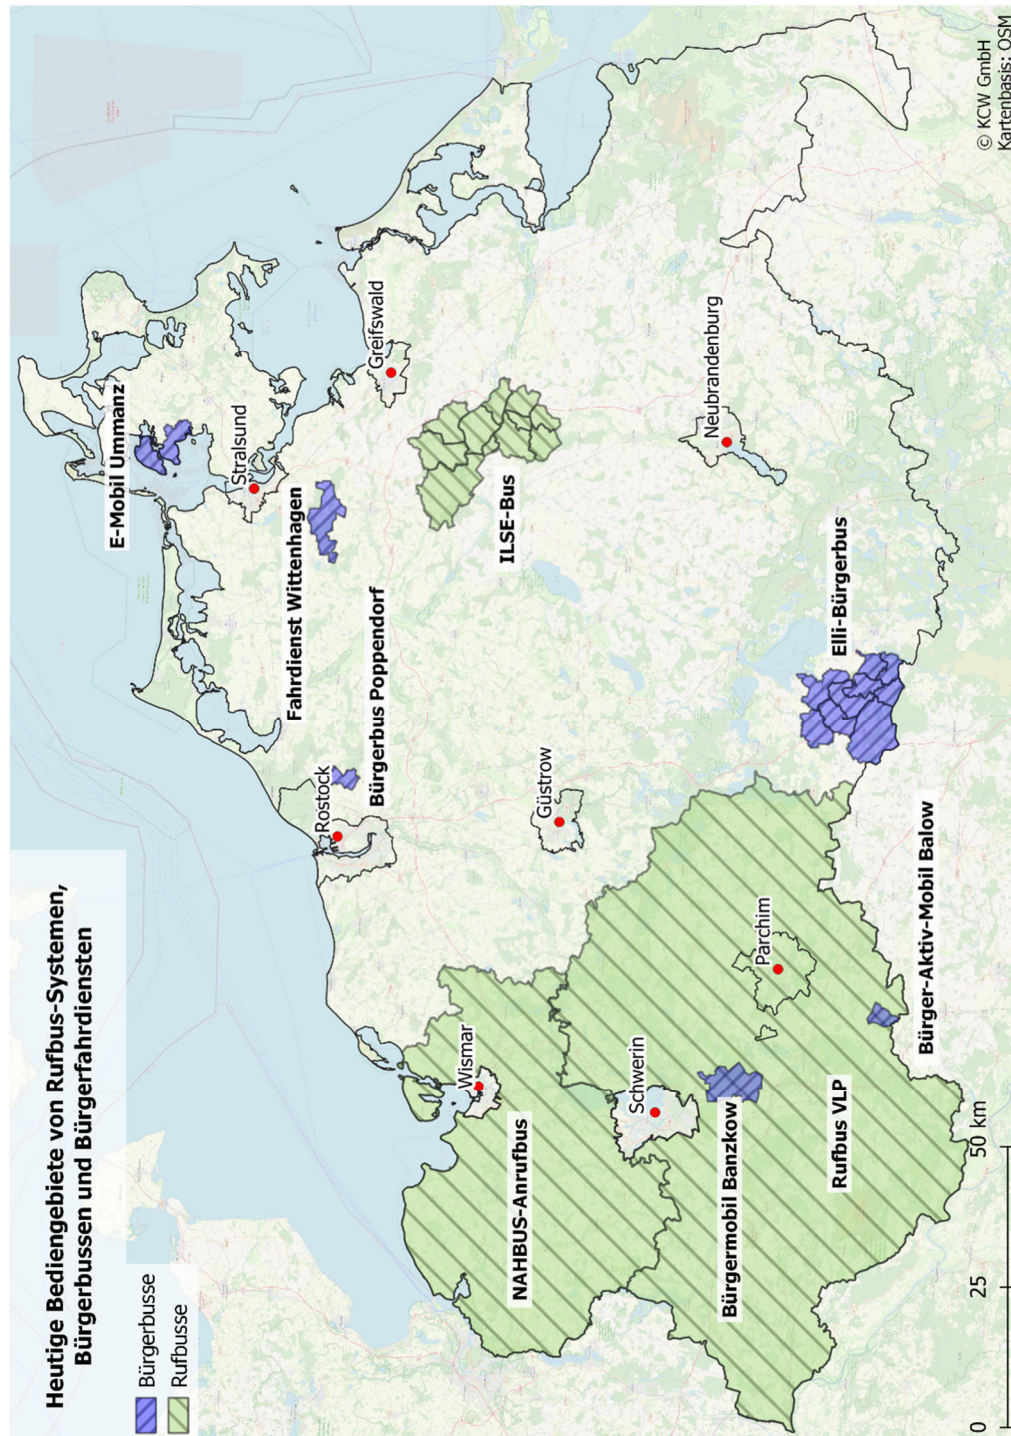 Heutige Bediengebiete von Rufbus-Systemen,
Bürgerbussen und Bürgerfahrdiensten
Bürgerbusse
Rufbusse
E-Mobil Ummanz
Stralsund
Greifswald
Fahrdienst Wittenhagen
Bürgerbus Poppendorf
Rostock
ILSE-Bus
Wismar
Güstrow
NAHBUS-Anrufbus
Schwerin
Neubrandenburg
Parchim
Elli-Bürgerbus
Bürgermobil Banzkow
Rufbus VLP
Bürger-Aktiv-Mobil Balow
0 25 50 km
© KCW GmbH
Kartenbasis: OSM